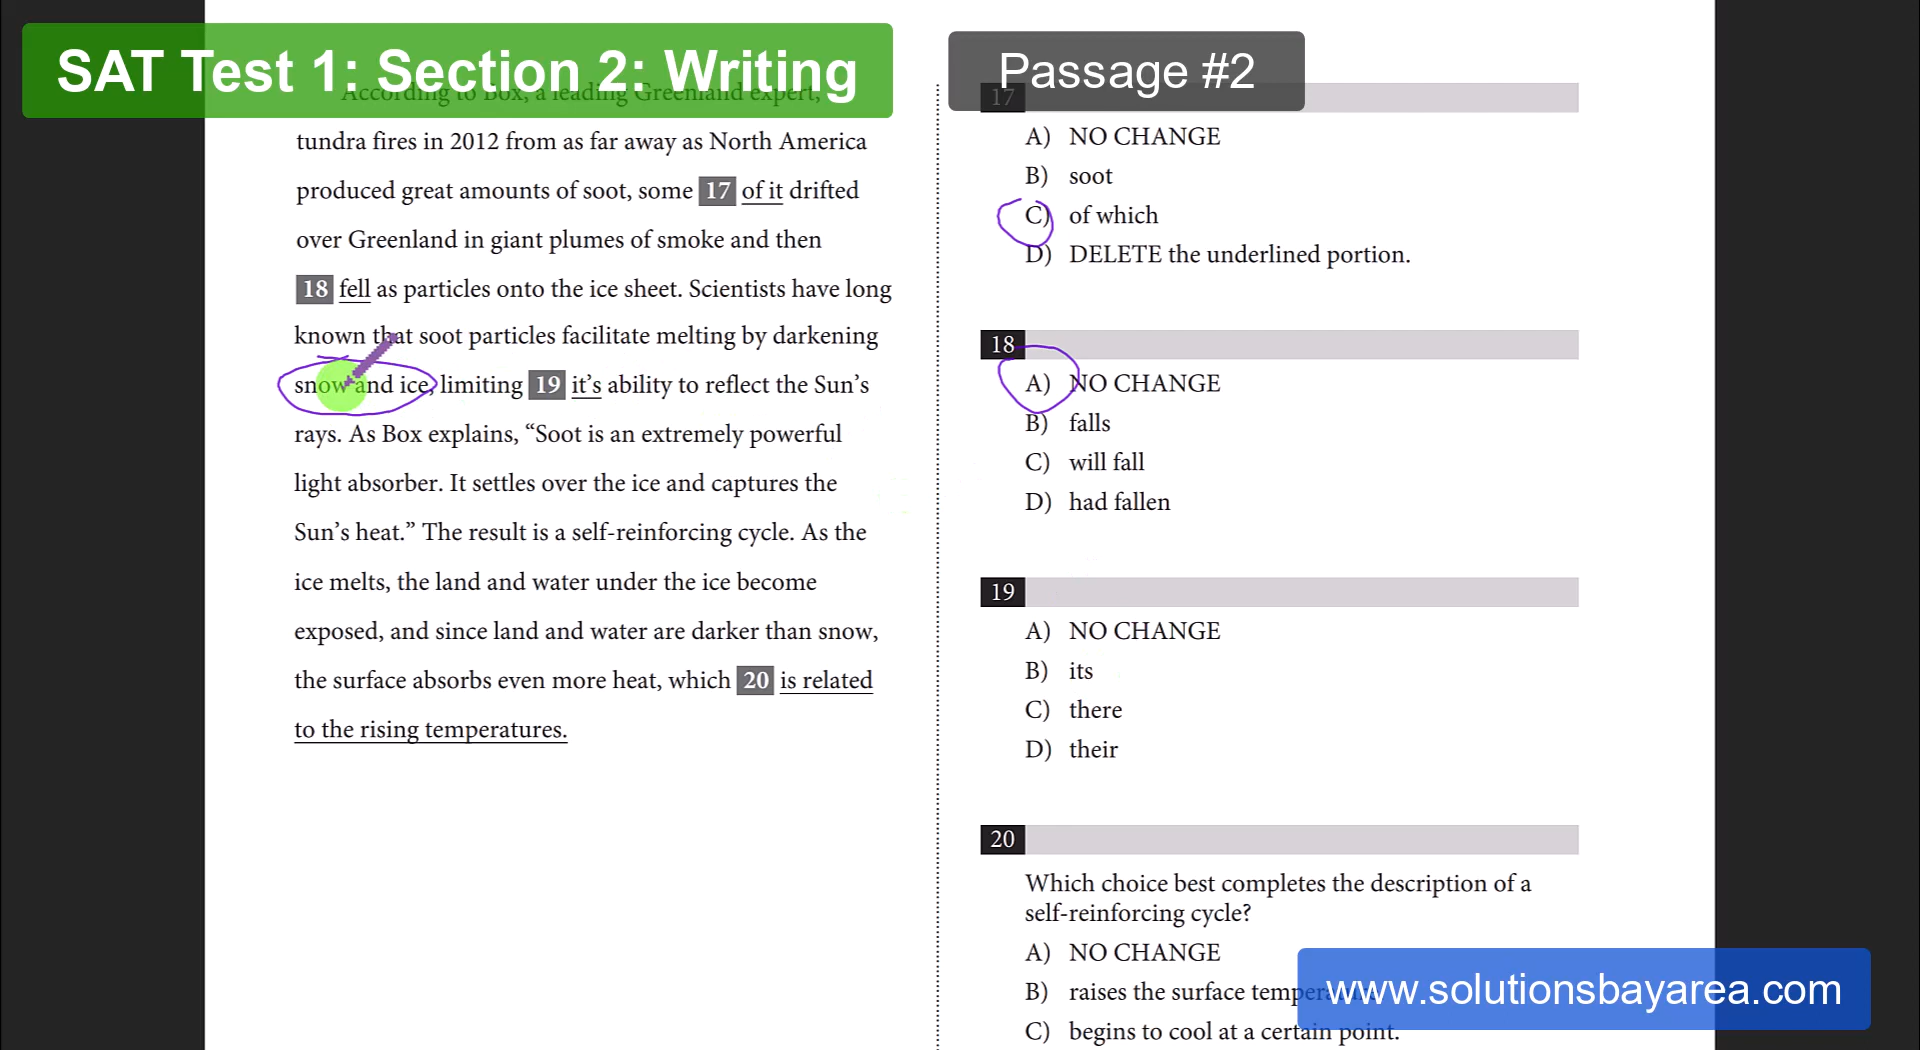 SAT Test 1: Section 2: Writing
Passage #2
According to Box, a leading Greenland expert,
tundra fires in 2012 from as far away as North America
produced great amounts of soot, some 17 of it drifted
over Greenland in giant plumes of smoke and then
18 fell as particles onto the ice sheet. Scientists have long
known that soot particles facilitate melting by darkening
snow and ice, limiting 19 it’s ability to reflect the Sun’s
rays. As Box explains, “Soot is an extremely powerful
light absorber. It settles over the ice and captures the
Sun’s heat.” The result is a self-reinforcing cycle. As the
ice melts, the land and water under the ice become
exposed, and since land and water are darker than snow,
the surface absorbs even more heat, which 20 is related
to the rising temperatures.
17
A) NO CHANGE
B) soot
C) of which
D) DELETE the underlined portion.
18
A) NO CHANGE
B) falls
C) will fall
D) had fallen
19
A) NO CHANGE
B) its
C) there
D) their
20
Which choice best completes the description of a
self-reinforcing cycle?
A) NO CHANGE
B) raises the surface temperature.
C) begins to cool at a certain point.
www.solutionsbayarea.com